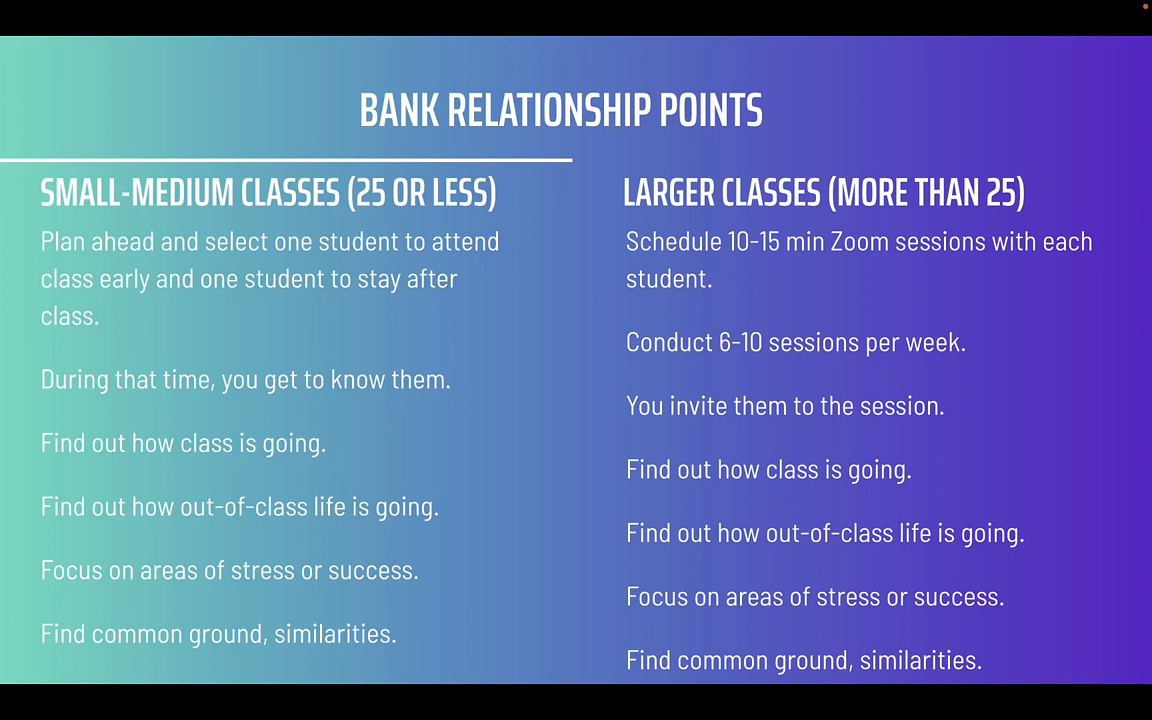 BANK RELATIONSHIP POINTS
SMALL-MEDIUM CLASSES (25 OR LESS)
Plan ahead and select one student to attend
class early and one student to stay after
class.
During that time, you get to know them.
Find out how class is going.
Find out how out-of-class life is going.
Focus on areas of stress or success.
Find common ground, similarities.
LARGER CLASSES (MORE THAN 25)
Schedule 10-15 min Zoom sessions with each
student.
Conduct 6-10 sessions per week.
You invite them to the session.
Find out how class is going.
Find out how out-of-class life is going.
Focus on areas of stress or success.
Find common ground, similarities.